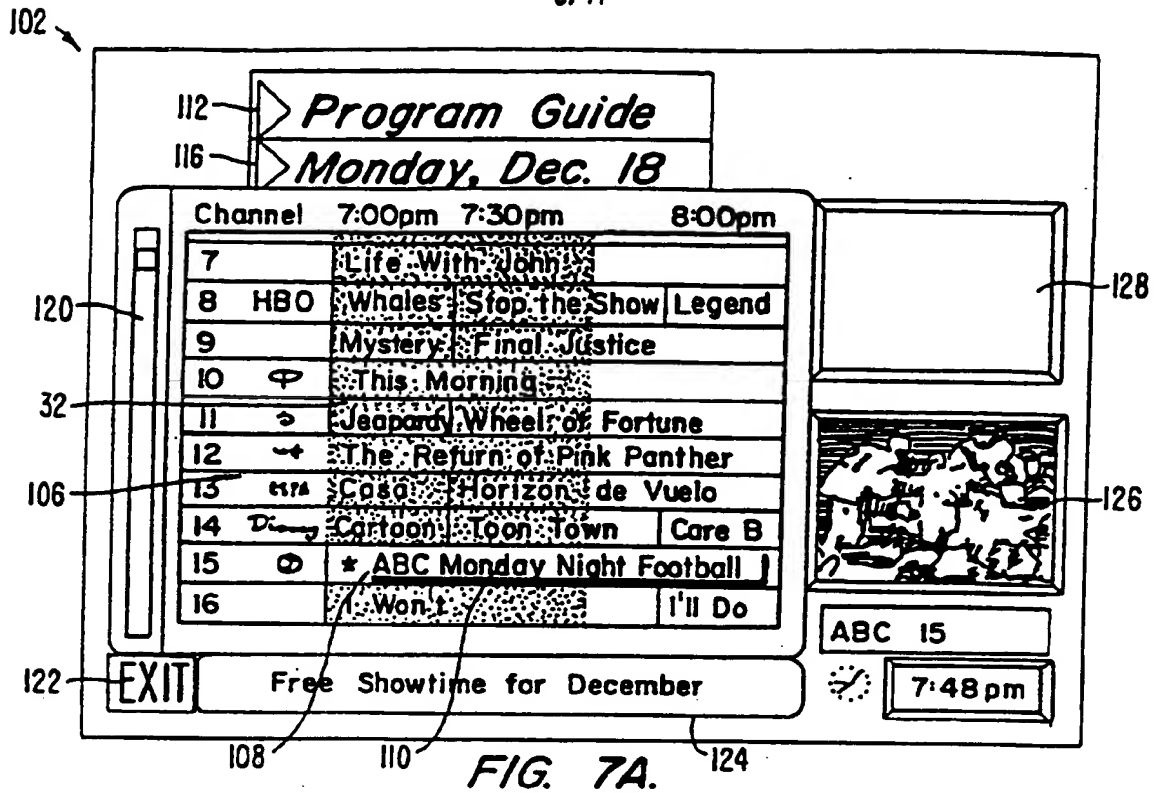 102
112 Program Guide
116 Monday, Dec. 18
Channel 7:00pm 7:30pm 8:00pm
7 Life With John
120 8 HBO Whales Stop the Show Legend 128
9 Mystery Final Justice
10 This Morning
32 11 Jeapardy Wheel of Fortune
12 The Return of Pink Panther
106 13 Casa Horizon de Vuelo 126
14 Disney Cartoon Toon Town Care B
15 * ABC Monday Night Football
16 I Won't I'll Do
ABC 15
122 EXIT Free Showtime for December 7:48pm
108 110 124
FIG. 7A.